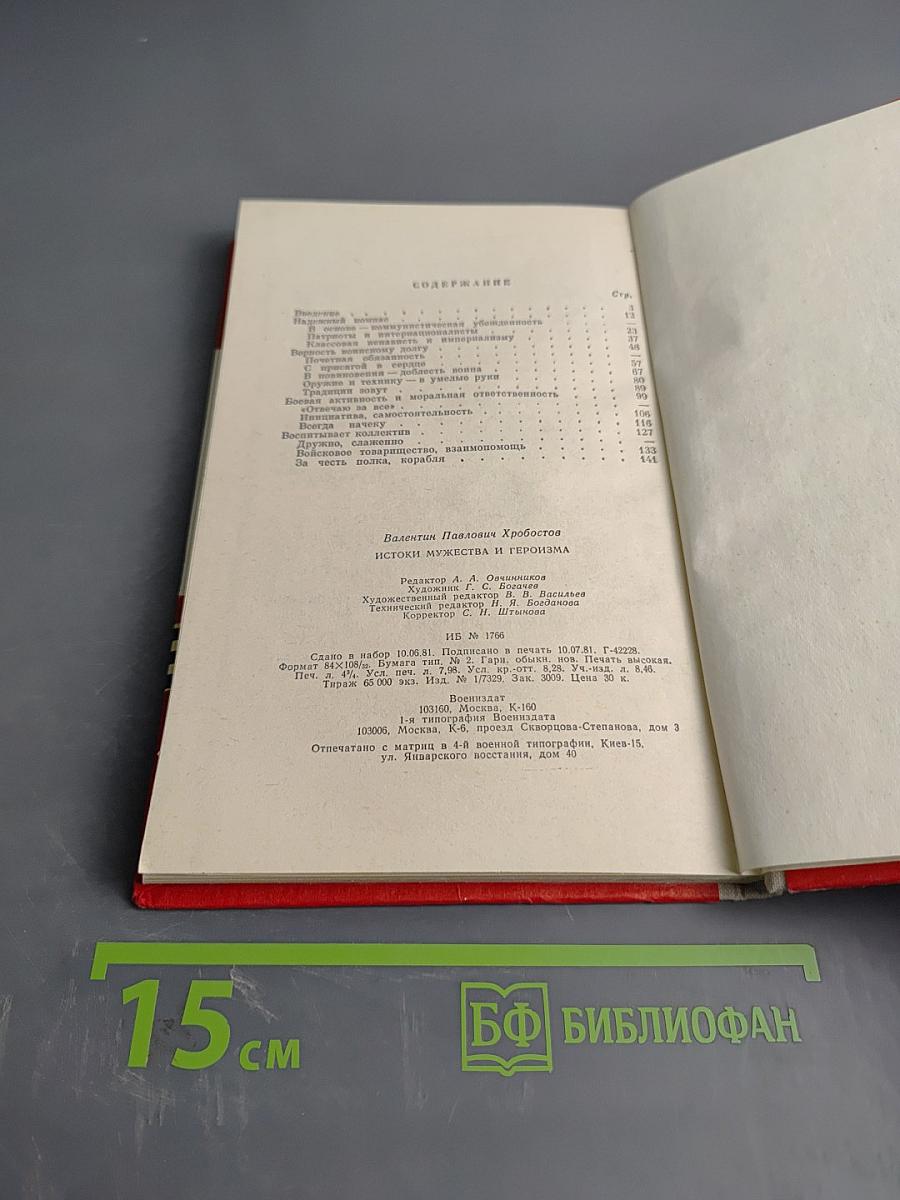 СОДЕРЖАНИЕ
Стр.
Введение . . . . . . . . . . . . 3
Надежный компас . . . . . . . . . . . . 12
В основе — коммунистическая убежденность —
Патриоты и интернационалисты . . . . . . 23
Классовая ненависть к империализму . . . . 37
Верность воинскому долгу . . . . . . . . 48
Почетная обязанность . . . . . . . . —
С присягой в сердце . . . . . . . . 57
В повиновении — доблесть воина . . . . . . 67
Оружие и технику — в умелые руки . . . . . 80
Традиции зовут . . . . . . . . . 89
Боевая активность и моральная ответственность . . . 99
«Отвечаю за все» . . . . . . . . . —
Инициатива, самостоятельность . . . . . . 106
Всегда начеку . . . . . . . . . 116
Воспитывает коллектив . . . . . . . . . 127
Дружно, слаженно . . . . . . . . . —
Войсковое товарищество, взаимопомощь . . . . . 133
За честь полка, корабля . . . . . . . . 141
Валентин Павлович Хробостов
ИСТОКИ МУЖЕСТВА И ГЕРОИЗМА
Редактор А. А. Овчинников
Художник Г. С. Богачев
Художественный редактор В. В. Васильев
Технический редактор Н. Я. Богданова
Корректор С. Н. Штынова
ИБ № 1766
Сдано в набор 10.06.81. Подписано в печать 10.07.81. Г-42228.
Формат 84×108/32. Бумага тип. № 2. Гарн. обыкн. нов. Печать высокая.
Печ. л. 4¾. Усл. печ. л. 7,98. Усл. кр.-отт. 8,28. Уч.-изд. л. 8,46.
Тираж 65 000 экз. Изд. № 1/7329. Зак. 3009. Цена 30 к.
Воениздат
103160, Москва, К-160
1-я типография Воениздата
103006, Москва, К-6, проезд Скворцова-Степанова, дом 3
Отпечатано с матриц в 4-й военной типографии, Киев-15,
ул. Январского восстания, дом 40
15 см
БФ БИБЛИОФАН